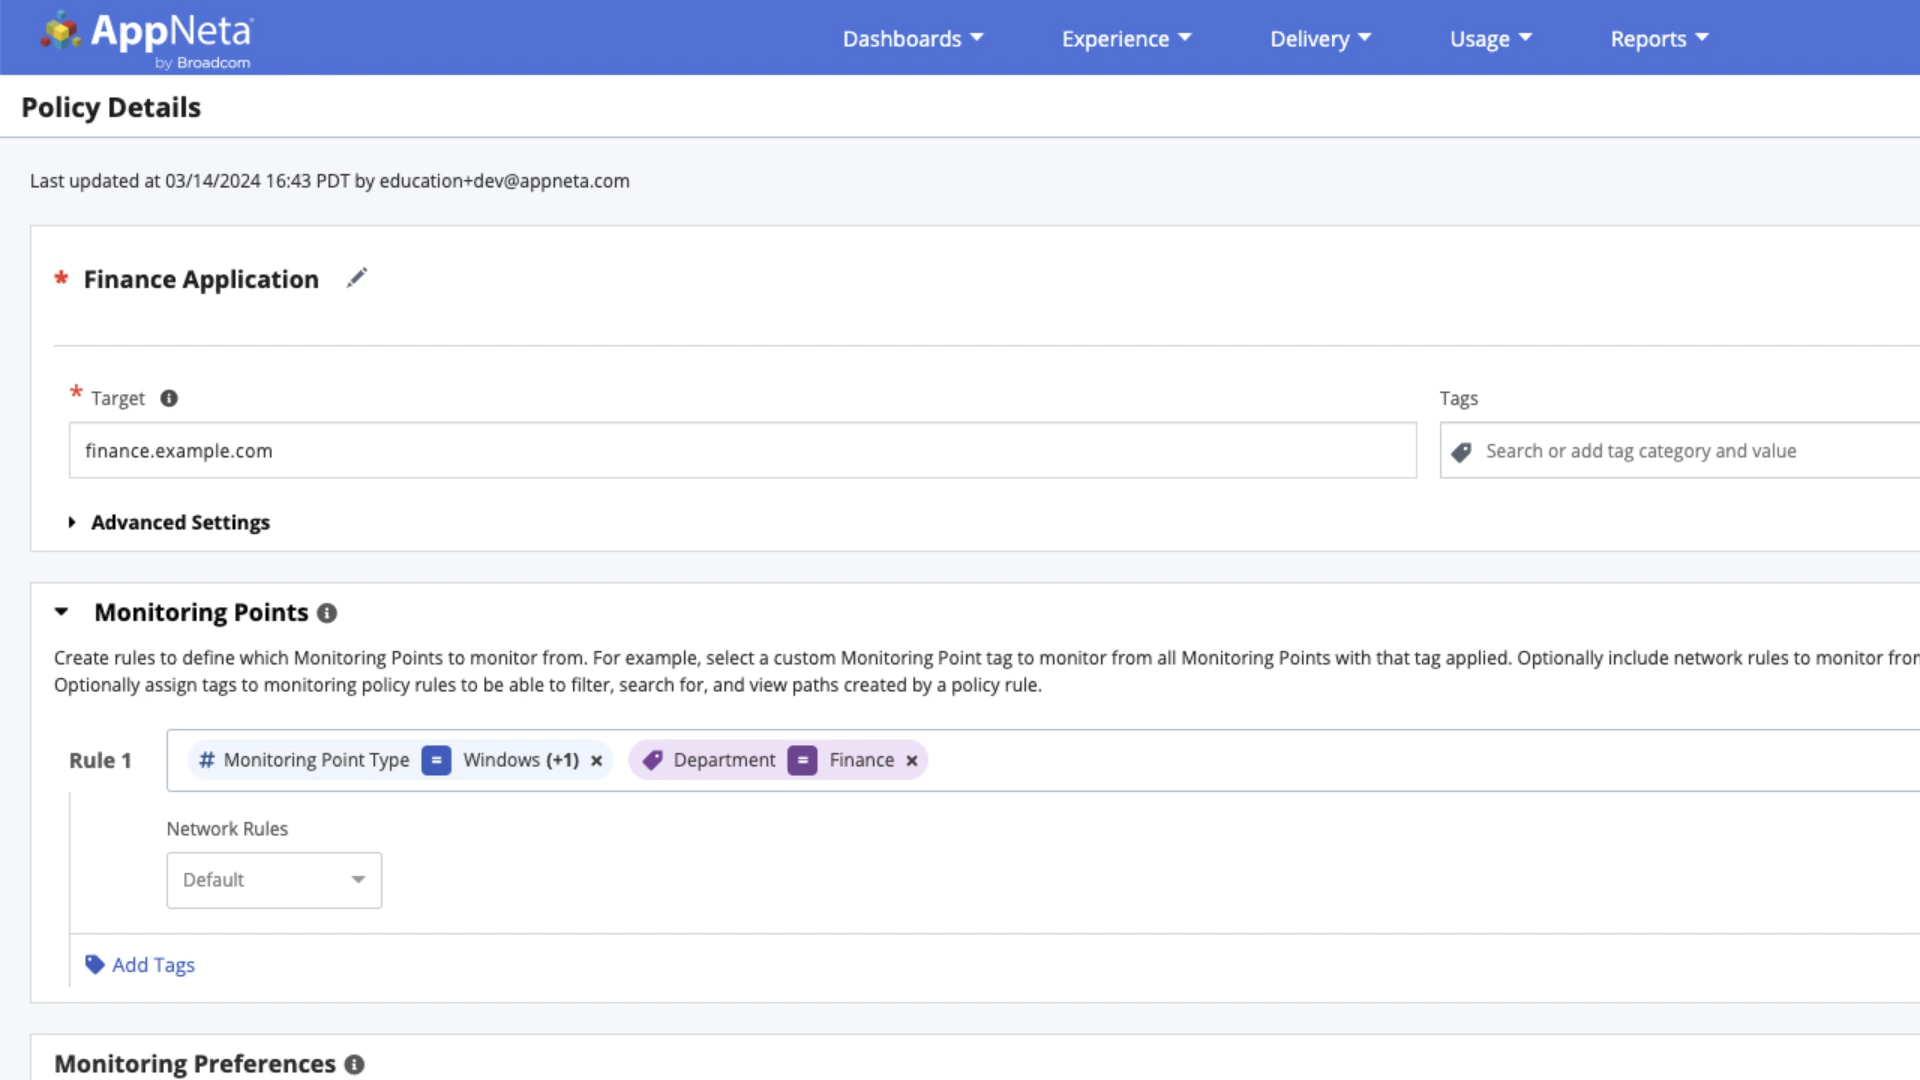 AppNeta
by Broadcom
Dashboards
Experience
Delivery
Usage
Reports
Policy Details
Last updated at 03/14/2024 16:43 PDT by education+dev@appneta.com
* Finance Application
* Target
Tags
finance.example.com
Search or add tag category and value
Advanced Settings
Monitoring Points
Create rules to define which Monitoring Points to monitor from. For example, select a custom Monitoring Point tag to monitor from all Monitoring Points with that tag applied. Optionally include network rules to monitor
Optionally assign tags to monitoring policy rules to be able to filter, search for, and view paths created by a policy rule.
Rule 1
# Monitoring Point Type = Windows (+1) × Department = Finance ×
Network Rules
Default
Add Tags
Monitoring Preferences